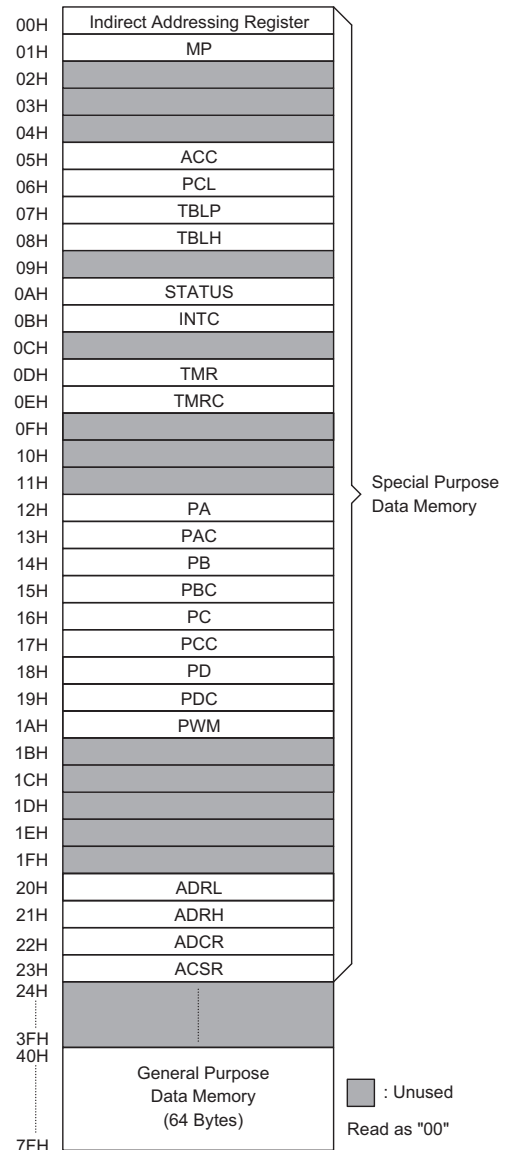 00H Indirect Addressing Register
01H MP
02H
03H
04H
05H ACC
06H PCL
07H TBLP
08H TBLH
09H
0AH STATUS
0BH INTC
0CH
0DH TMR
0EH TMRC
0FH
10H
11H
Special Purpose
Data Memory
12H PA
13H PAC
14H PB
15H PBC
16H PC
17H PCC
18H PD
19H PDC
1AH PWM
1BH
1CH
1DH
1EH
1FH
20H ADRL
21H ADRH
22H ADCR
23H ACSR
24H
3FH
40H
General Purpose
Data Memory
(64 Bytes)
: Unused
Read as "00"
7FH